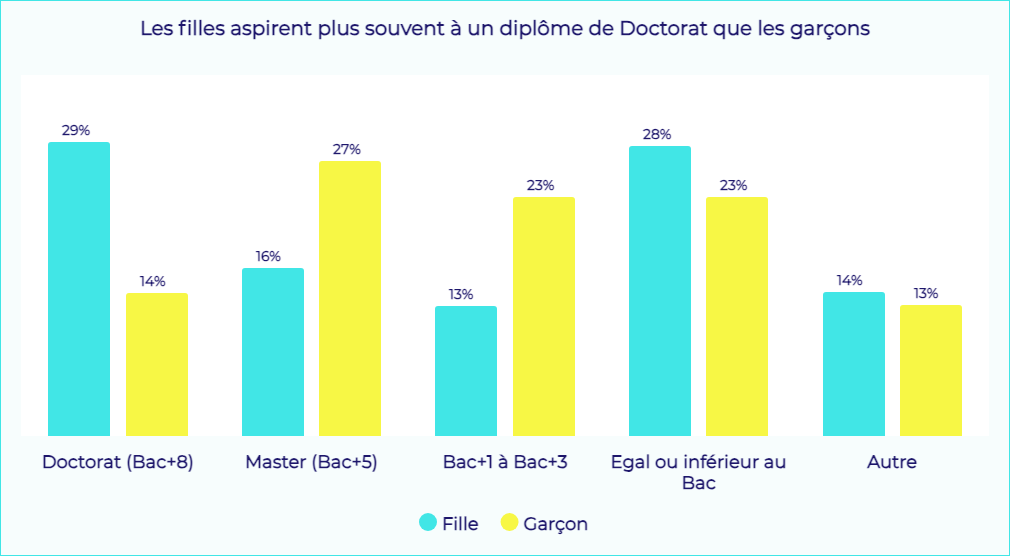 Les filles aspirent plus souvent à un diplôme de Doctorat que les garçons
29%
14%
16%
27%
13%
23%
28%
23%
14%
13%
Doctorat (Bac+8)
Master (Bac+5)
Bac+1 à Bac+3
Egal ou inférieur au
Bac
Autre
Fille
Garçon